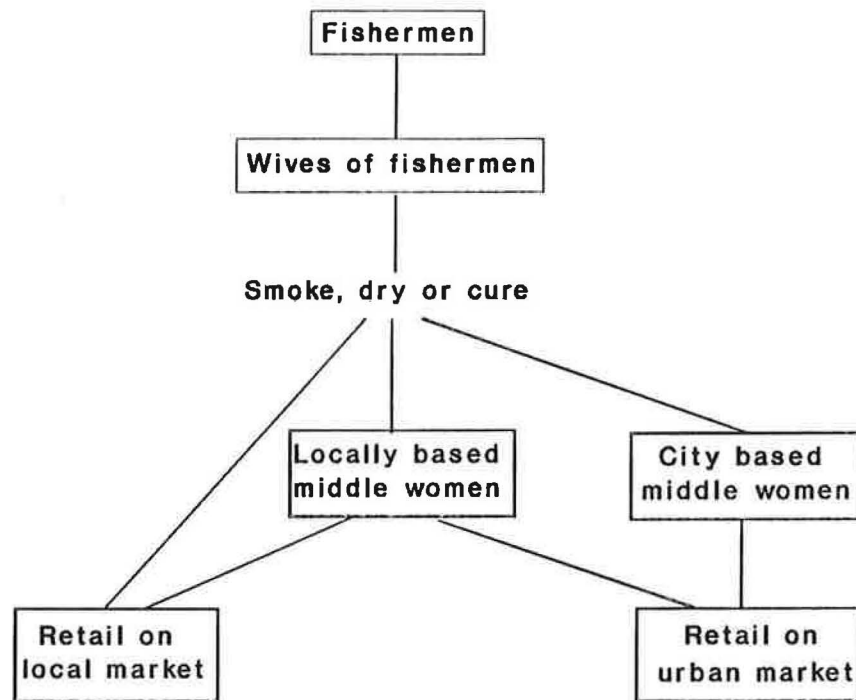 Fishermen
Wives of fishermen
Smoke, dry or cure
Locally based
middle women
City based
middle women
Retail on
local market
Retail on
urban market